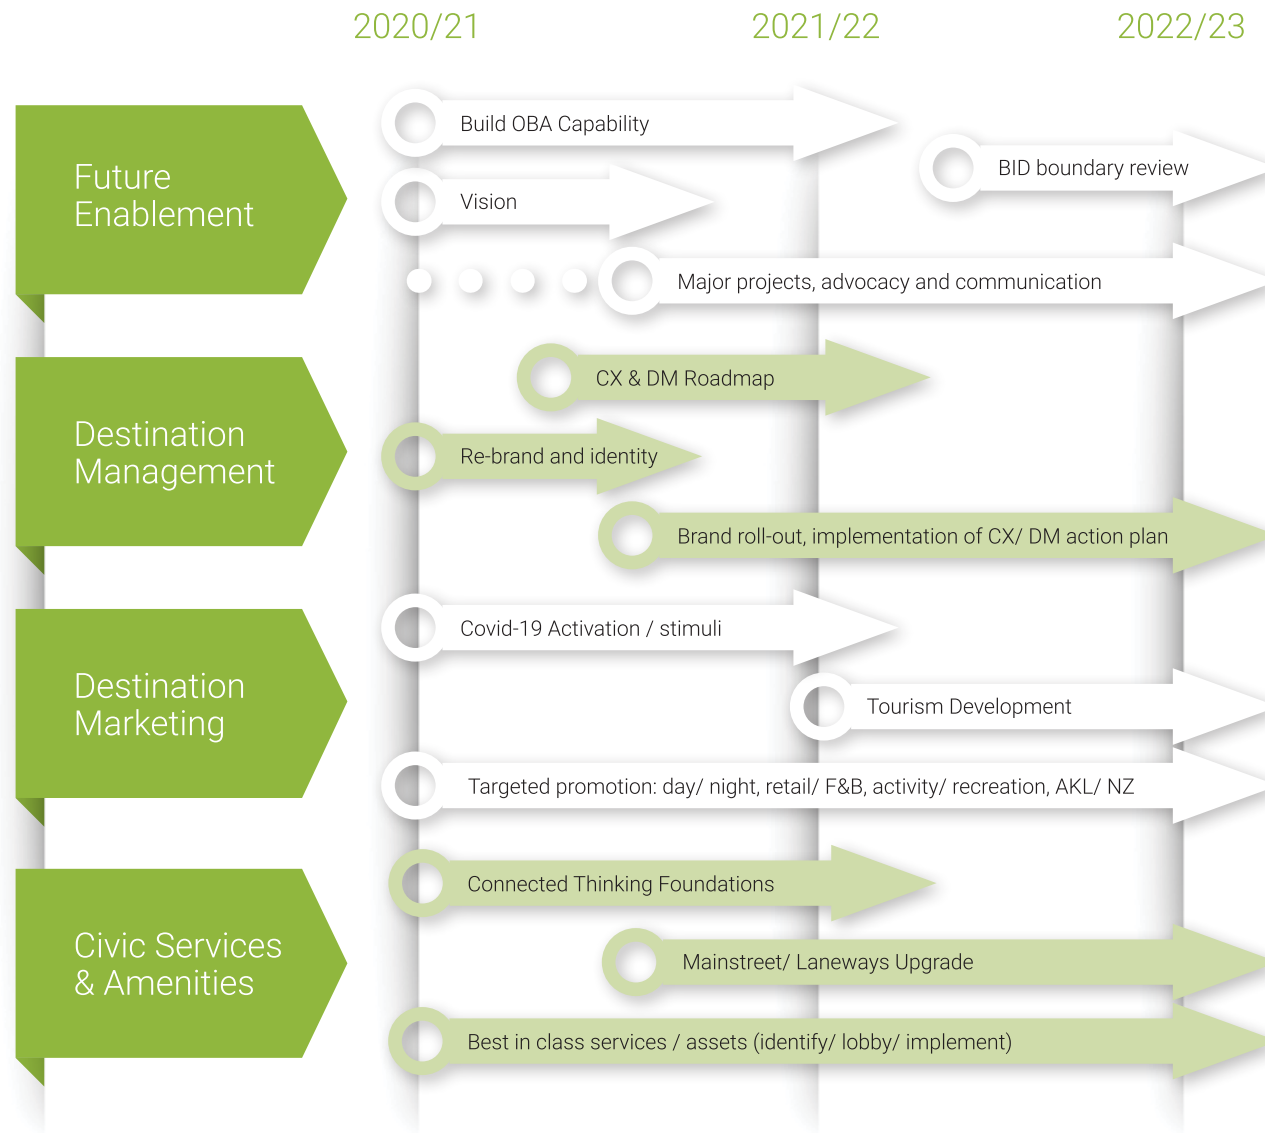 2020/21
2021/22
2022/23
Future
Enablement
Build OBA Capability
BID boundary review
Vision
Major projects, advocacy and communication
Destination
Management
CX & DM Roadmap
Re-brand and identity
Brand roll-out, implementation of CX/ DM action plan
Destination
Marketing
Covid-19 Activation / stimuli
Tourism Development
Targeted promotion: day/ night, retail/ F&B, activity/ recreation, AKL/ NZ
Civic Services
& Amenities
Connected Thinking Foundations
Mainstreet/ Laneways Upgrade
Best in class services / assets (identify/ lobby/ implement)